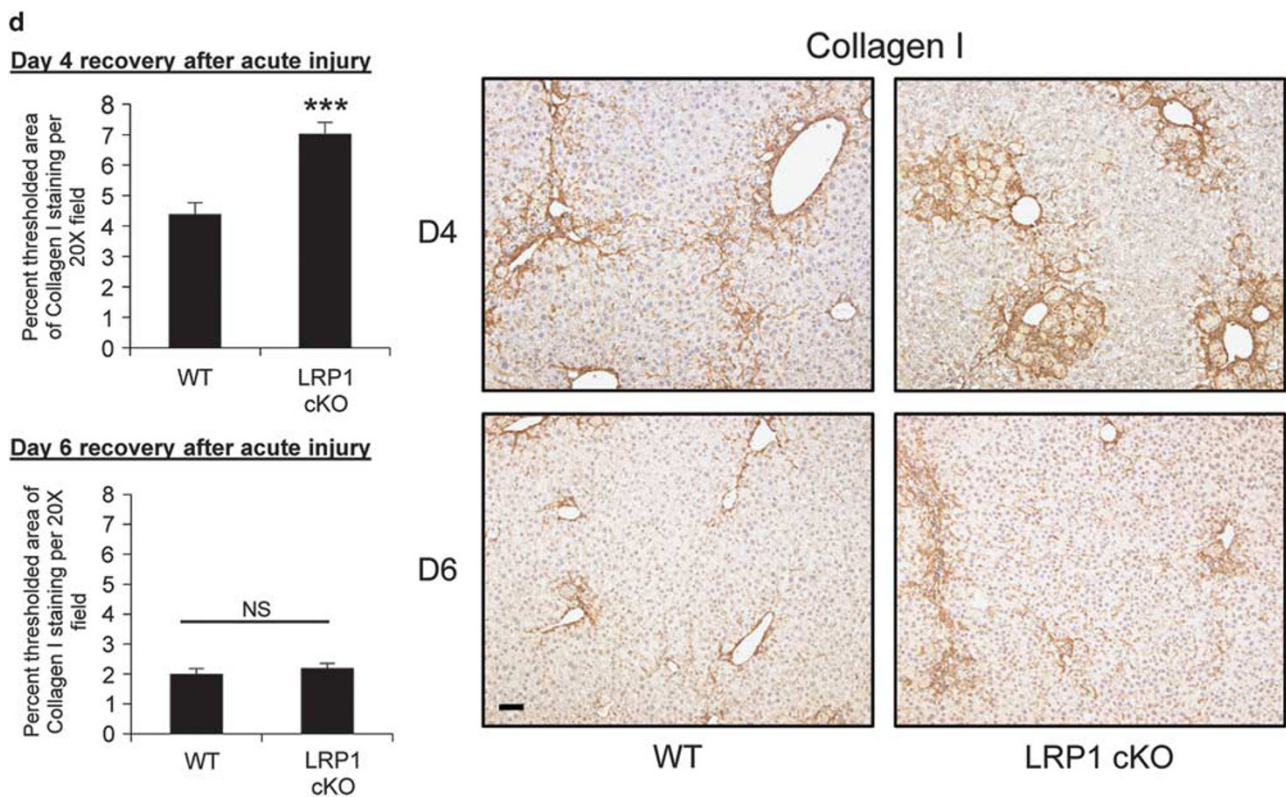 d
Day 4 recovery after acute injury
Percent thresholded area
of Collagen I staining per
20X field
8
7
6
5
4
3
2
1
0
***
WT
LRP1
cKO
Day 6 recovery after acute injury
Percent thresholded area of
Collagen I staining per 20X
field
8
7
6
5
4
3
2
1
0
NS
WT
LRP1
cKO
Collagen I
D4
D6
WT
LRP1 cKO